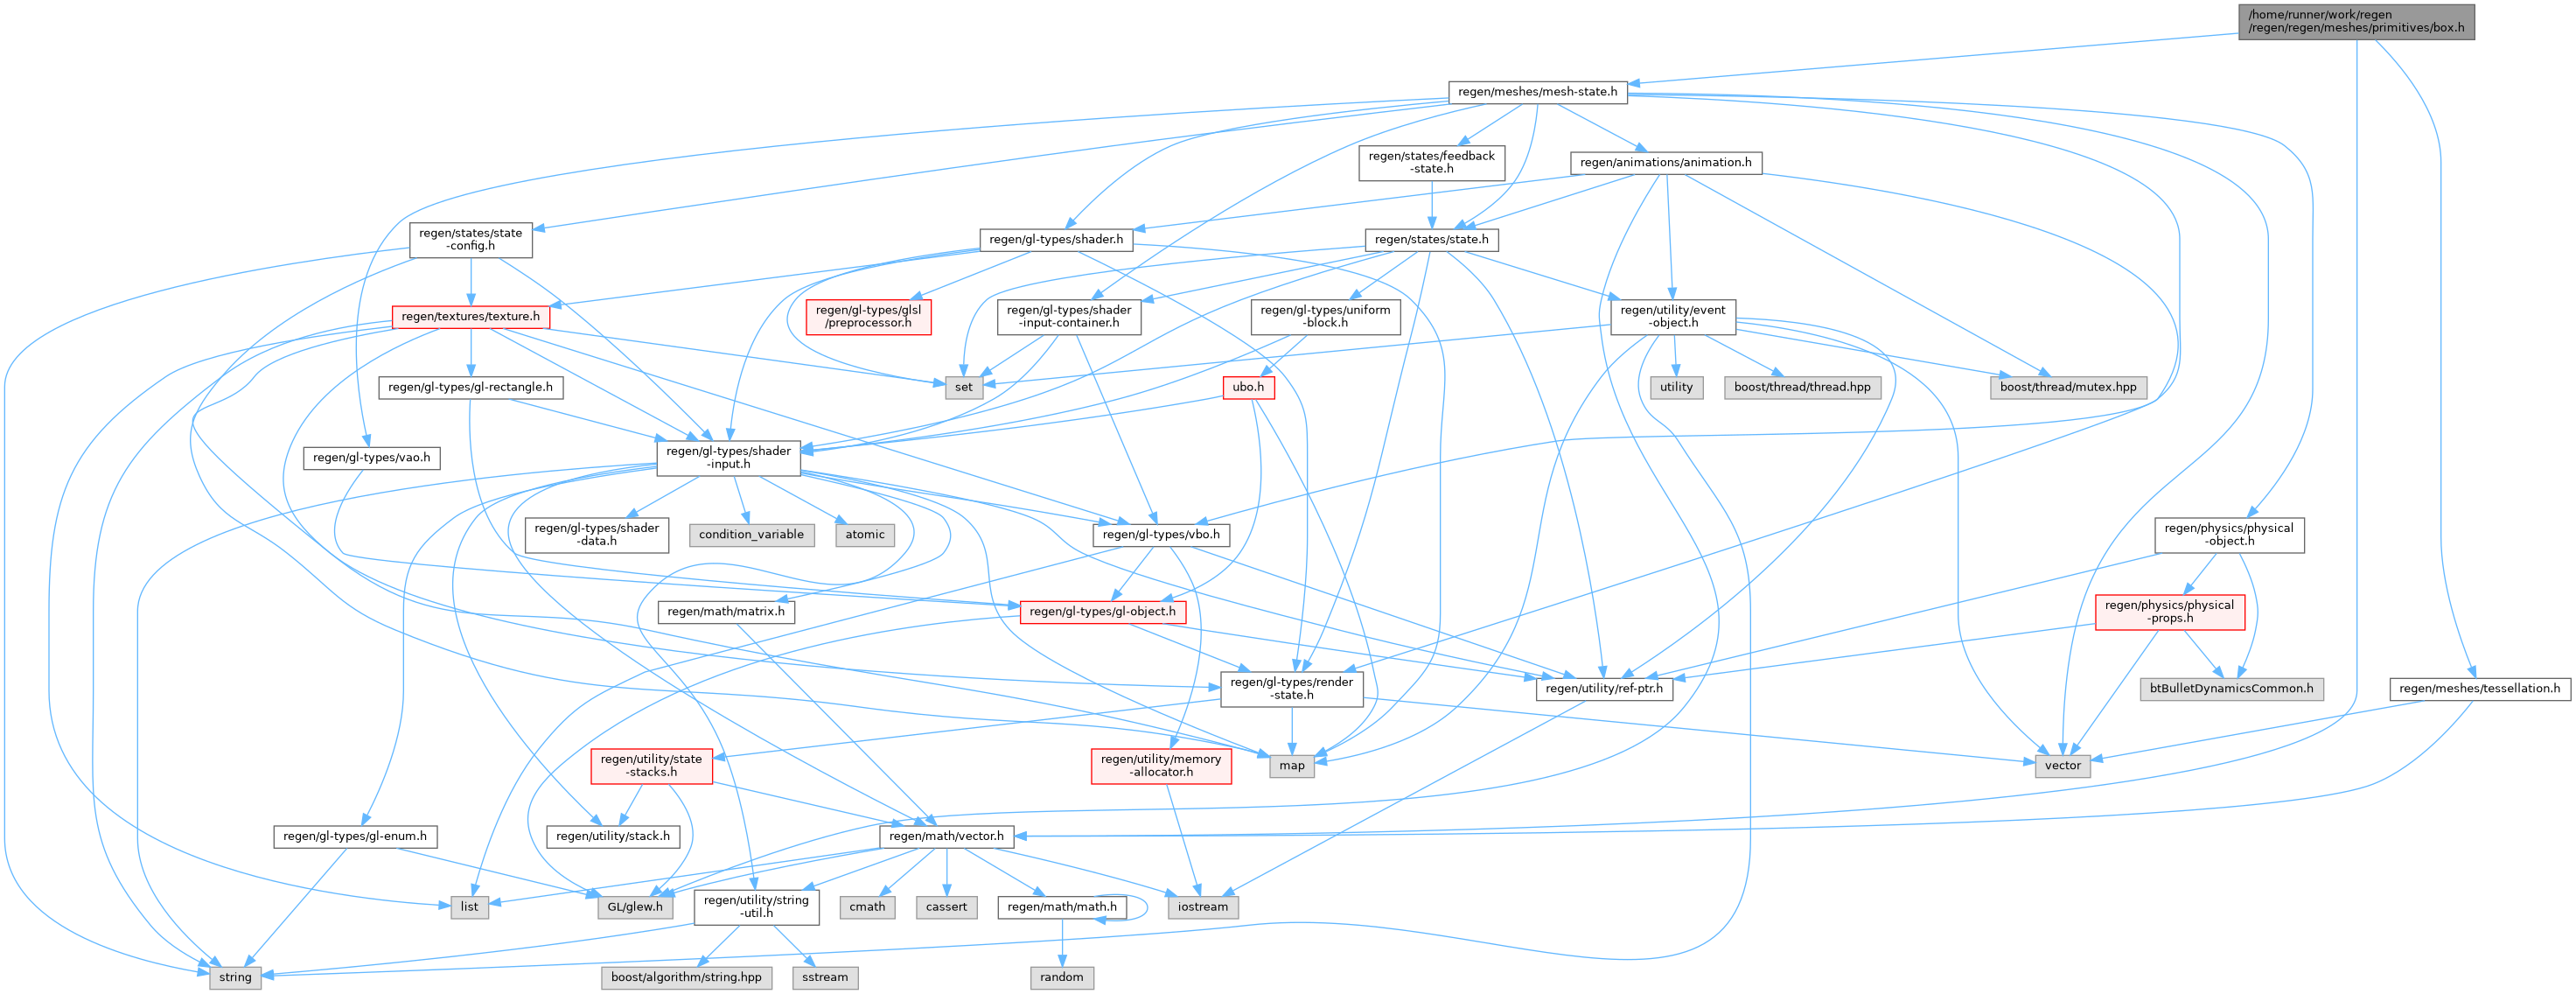 /home/runner/work/regen
/regen/regen/meshes/primitives/box.h
regen/meshes/mesh-state.h
regen/states/feedback
-state.h
regen/animations/animation.h
regen/states/state
-config.h
regen/gl-types/shader.h
regen/states/state.h
regen/textures/texture.h
regen/gl-types/glsl
/preprocessor.h
regen/gl-types/shader
-input-container.h
regen/gl-types/uniform
-block.h
regen/utility/event
-object.h
regen/gl-types/gl-rectangle.h
set
ubo.h
utility
boost/thread/thread.hpp
boost/thread/mutex.hpp
regen/gl-types/vao.h
regen/gl-types/shader
-input.h
regen/gl-types/shader
-data.h
condition_variable
atomic
regen/gl-types/vbo.h
regen/physics/physical
-object.h
regen/math/matrix.h
regen/gl-types/gl-object.h
regen/physics/physical
-props.h
regen/gl-types/render
-state.h
regen/utility/ref-ptr.h
btBulletDynamicsCommon.h
regen/meshes/tessellation.h
regen/utility/state
-stacks.h
regen/utility/memory
-allocator.h
map
vector
regen/gl-types/gl-enum.h
regen/utility/stack.h
regen/math/vector.h
list
GL/glew.h
regen/utility/string
-util.h
cmath
cassert
regen/math/math.h
iostream
string
boost/algorithm/string.hpp
sstream
random